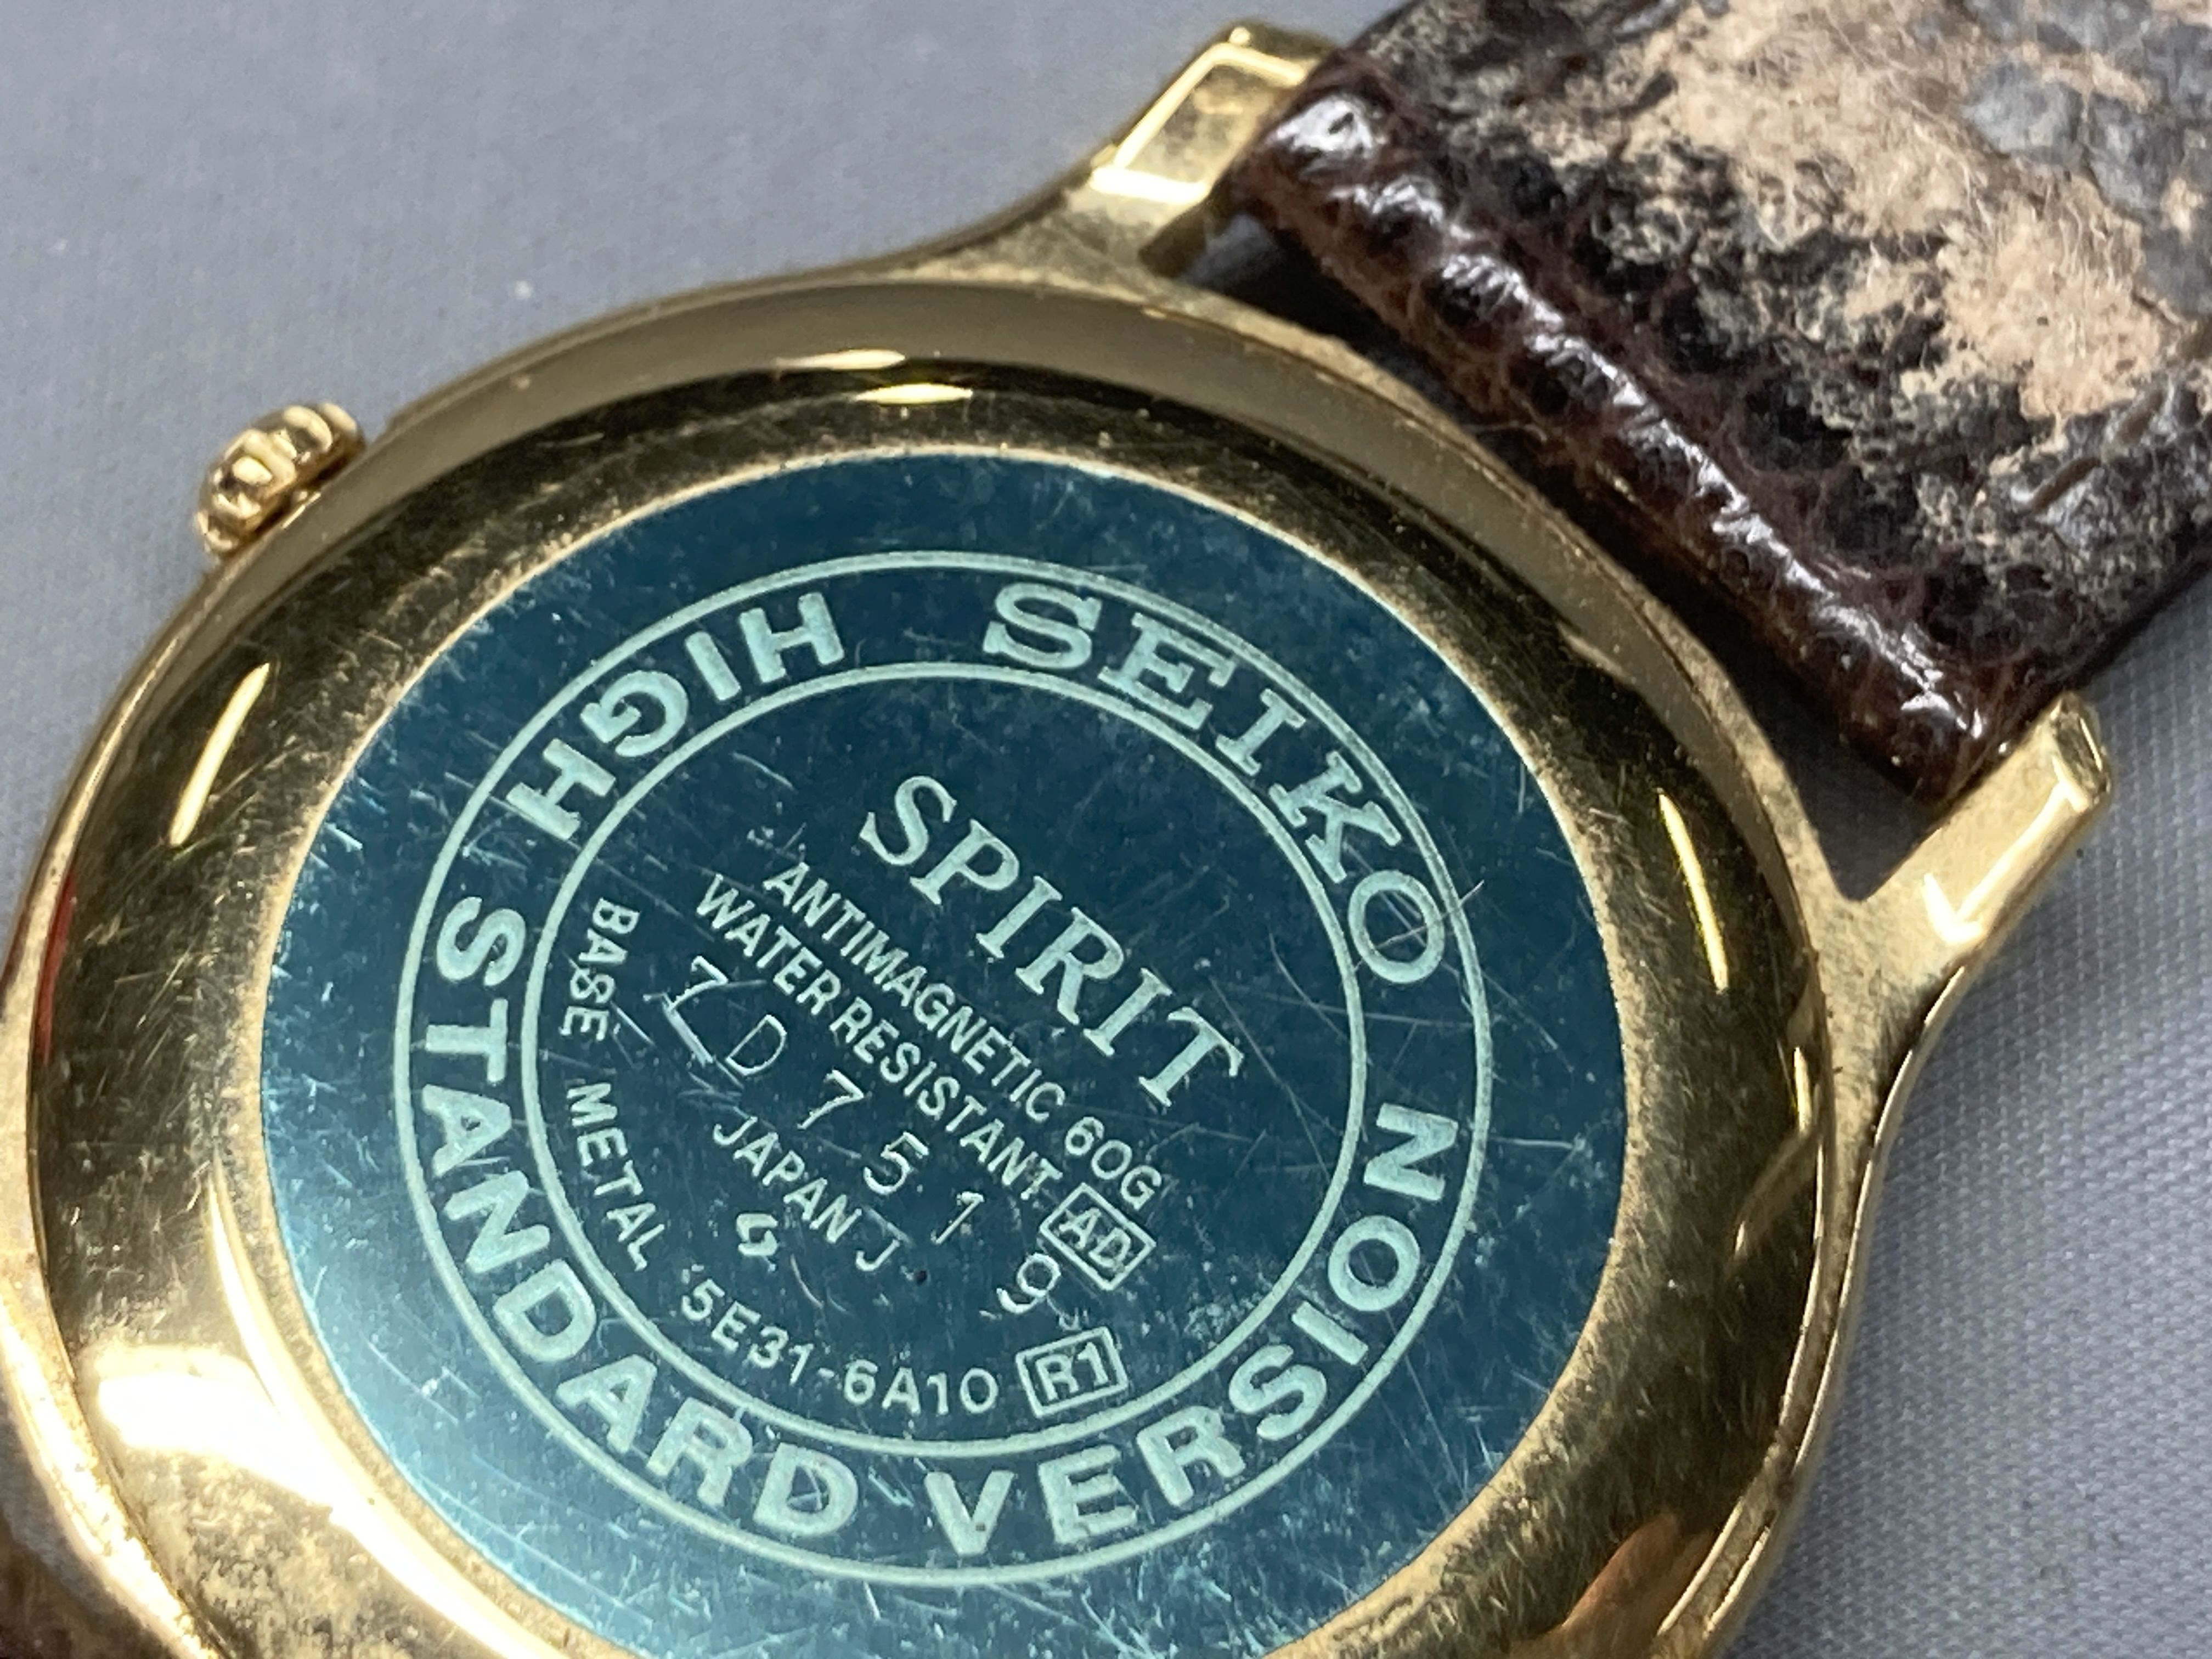 SEIKO
HIGH STANDARD VERSION
SPIRIT
ANTIMAGNETIC 60G
WATER RESISTANT AD
ZD7519
JAPAN J
BASE METAL 5E31-6A10 R1